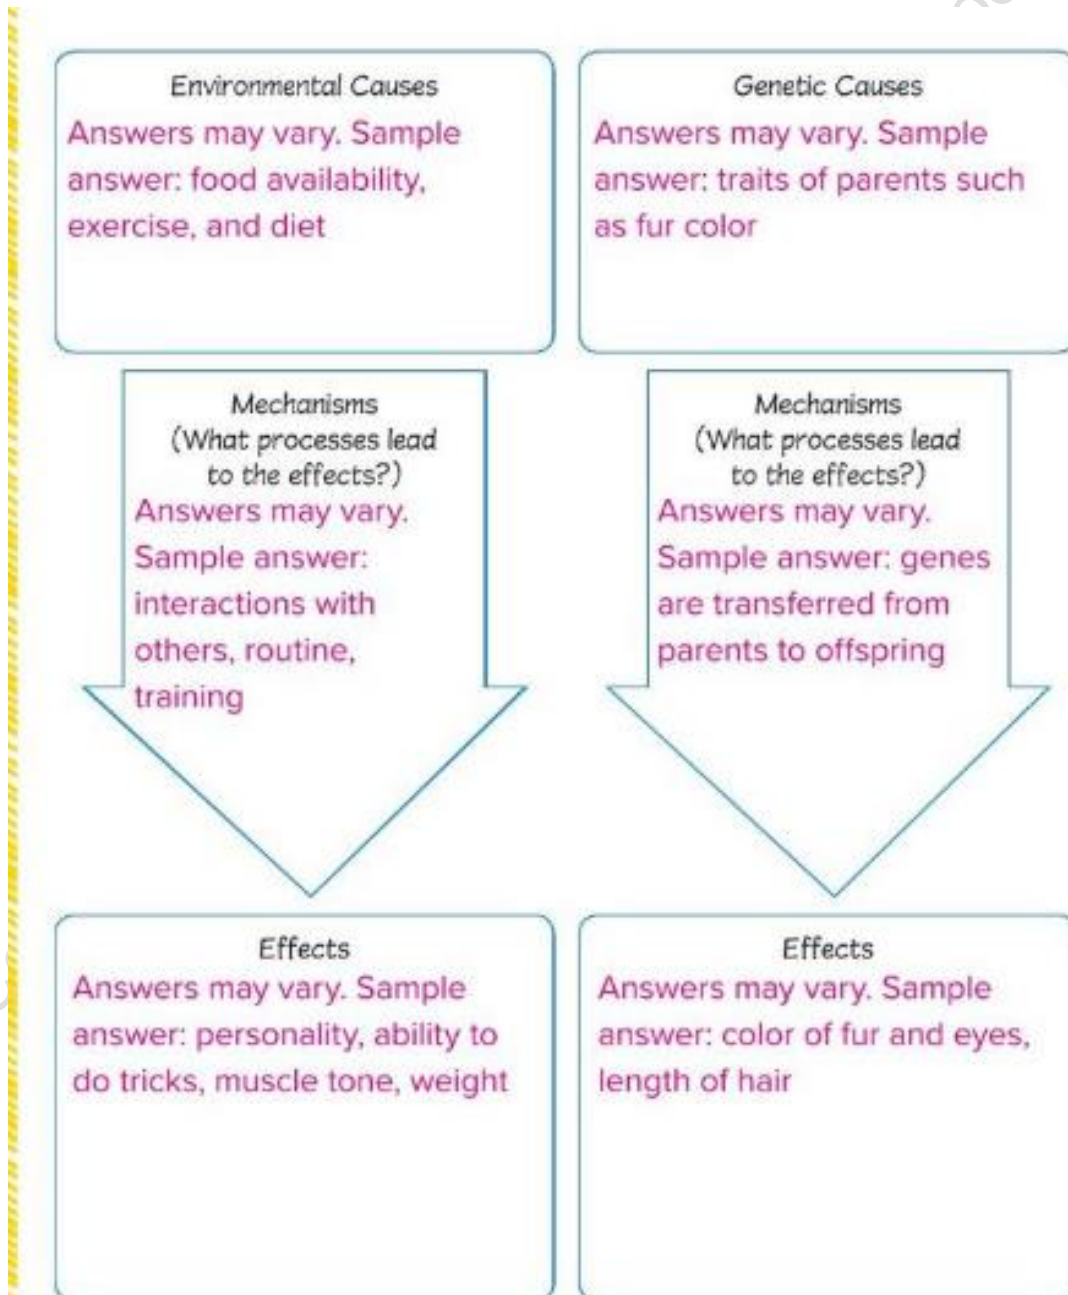 Environmental Causes
Answers may vary. Sample
answer: food availability,
exercise, and diet
Genetic Causes
Answers may vary. Sample
answer: traits of parents such
as fur color
Mechanisms
(What processes lead
to the effects?)
Answers may vary.
Sample answer:
interactions with
others, routine,
training
Mechanisms
(What processes lead
to the effects?)
Answers may vary.
Sample answer: genes
are transferred from
parents to offspring
Effects
Answers may vary. Sample
answer: personality, ability to
do tricks, muscle tone, weight
Effects
Answers may vary. Sample
answer: color of fur and eyes,
length of hair